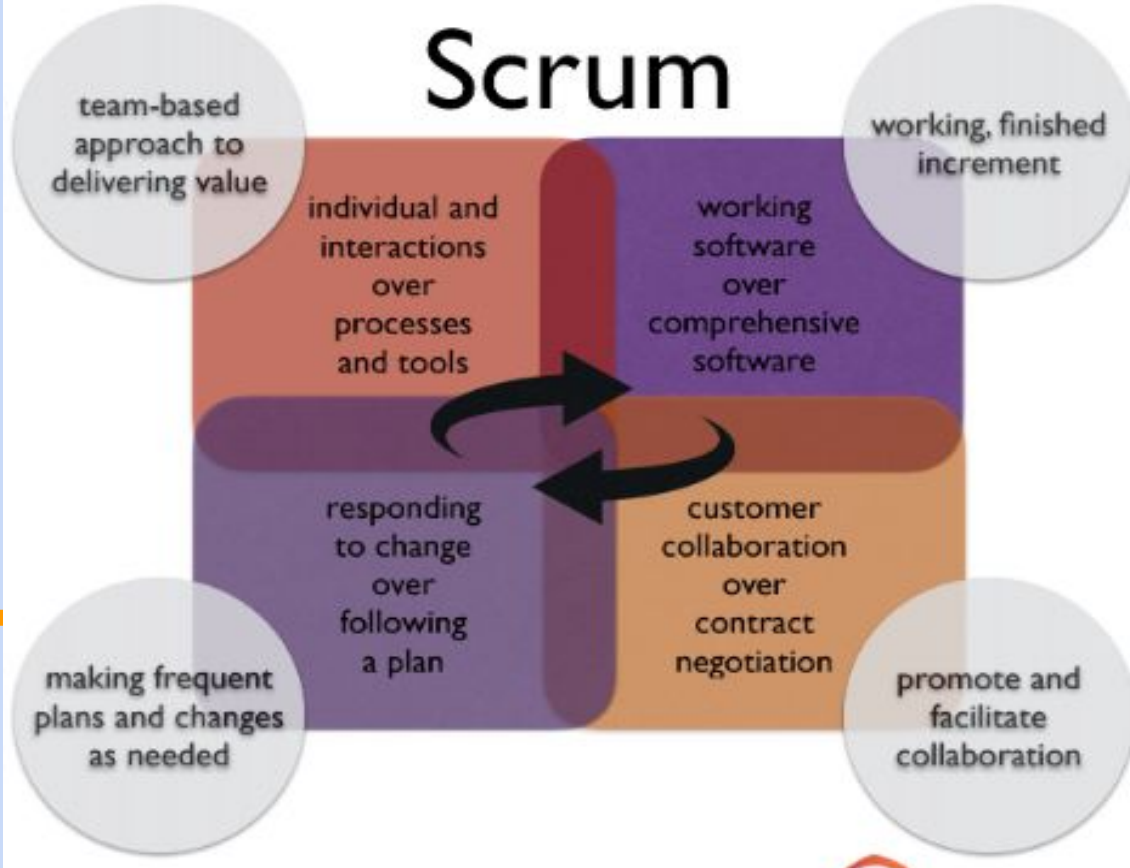 Scrum
team-based
approach to
delivering value
working, finished
increment
individual and
interactions
over
processes
and tools
working
software
over
comprehensive
software
responding
to change
over
following
a plan
customer
collaboration
over
contract
negotiation
making frequent
plans and changes
as needed
promote and
facilitate
collaboration